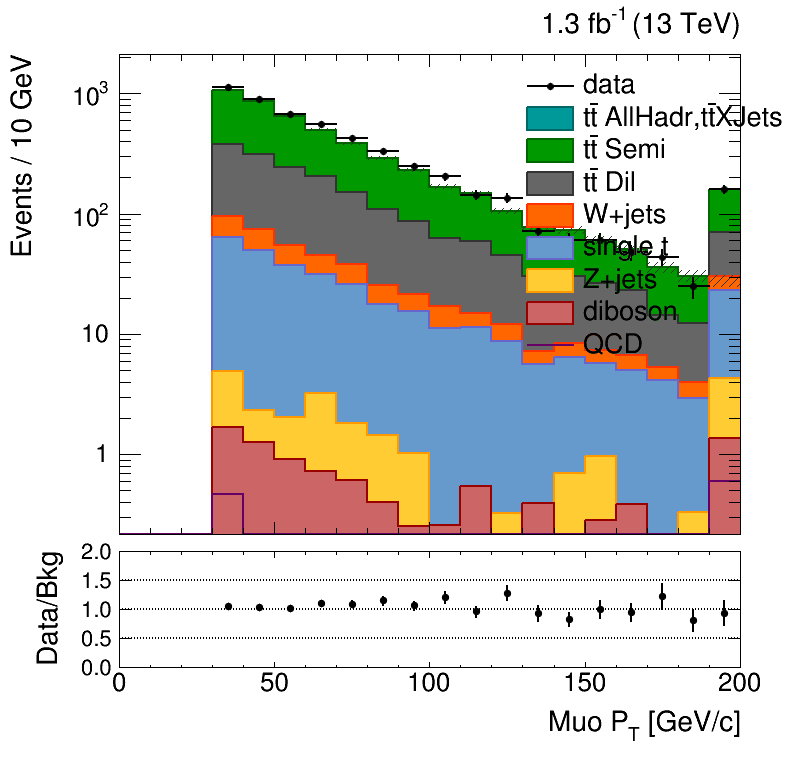 1.3 fb⁻¹ (13 TeV)
Events / 10 GeV
10³
10²
10
1
data
tt̄ AllHadr,tt̄XJets
tt̄ Semi
tt̄ Dil
W+jets
single t
Z+jets
diboson
QCD
Data/Bkg
2.0
1.5
1.0
0.5
0.0
0 50 100 150 200
Muo P_T [GeV/c]